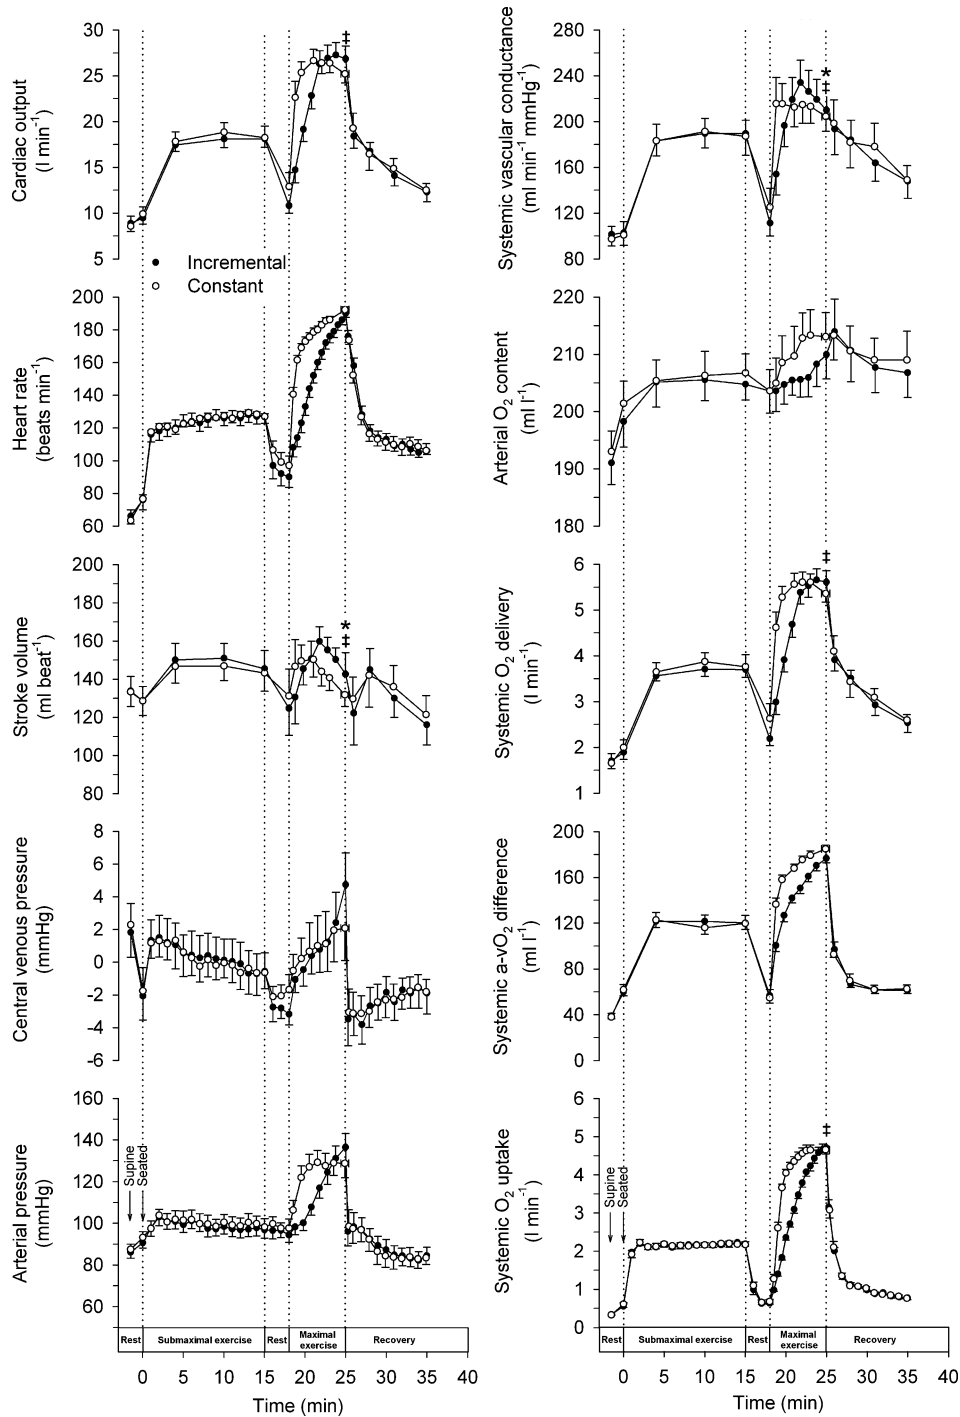 Cardiac output
(l min⁻¹)
30
25
20
15
10
5
‡
Incremental
Constant
Heart rate
(beats min⁻¹)
200
180
160
140
120
100
80
60
Stroke volume
(ml beat⁻¹)
200
180
160
140
120
100
80
*
‡
Central venous pressure
(mmHg)
8
6
4
2
0
-2
-4
-6
Arterial pressure
(mmHg)
160
140
120
100
80
60
Supine
Seated
Rest
Submaximal exercise
Rest
Maximal
exercise
Recovery
0 5 10 15 20 25 30 35 40
Time (min)
Systemic vascular conductance
(ml min⁻¹ mmHg⁻¹)
280
240
200
160
120
80
*
‡
Arterial O₂ content
(ml l⁻¹)
220
210
200
190
180
Systemic O₂ delivery
(l min⁻¹)
6
5
4
3
2
1
‡
Systemic a-vO₂ difference
(ml l⁻¹)
200
160
120
80
40
0
Systemic O₂ uptake
(l min⁻¹)
6
5
4
3
2
1
0
‡
Supine
Seated
Rest
Submaximal exercise
Rest
Maximal
exercise
Recovery
0 5 10 15 20 25 30 35 40
Time (min)